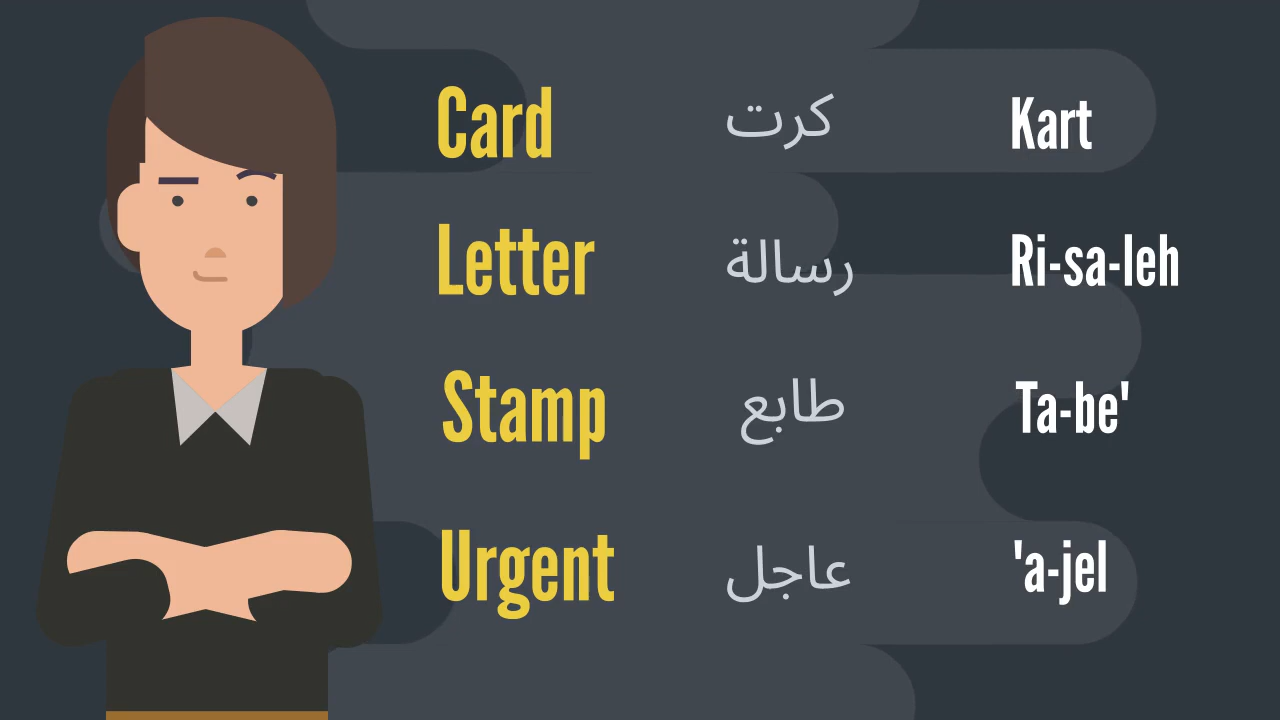 Card كرت Kart
Letter رسالة Ri-sa-leh
Stamp طابع Ta-be'
Urgent عاجل 'a-jel